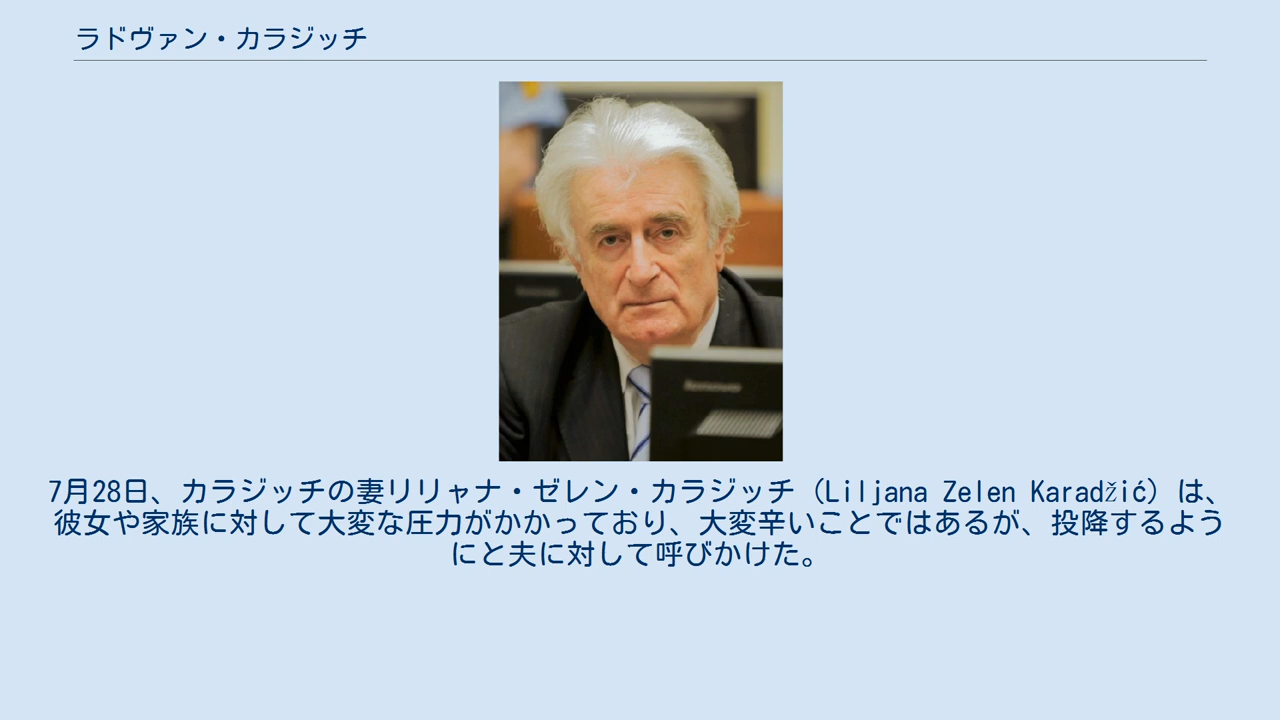 ラドヴァン・カラジッチ
7月28日、カラジッチの妻リリャナ・ゼレン・カラジッチ（Liljana Zelen Karadžić）は、
彼女や家族に対して大変な圧力がかかっており、大変辛いことではあるが、投降するよう
にと夫に対して呼びかけた。